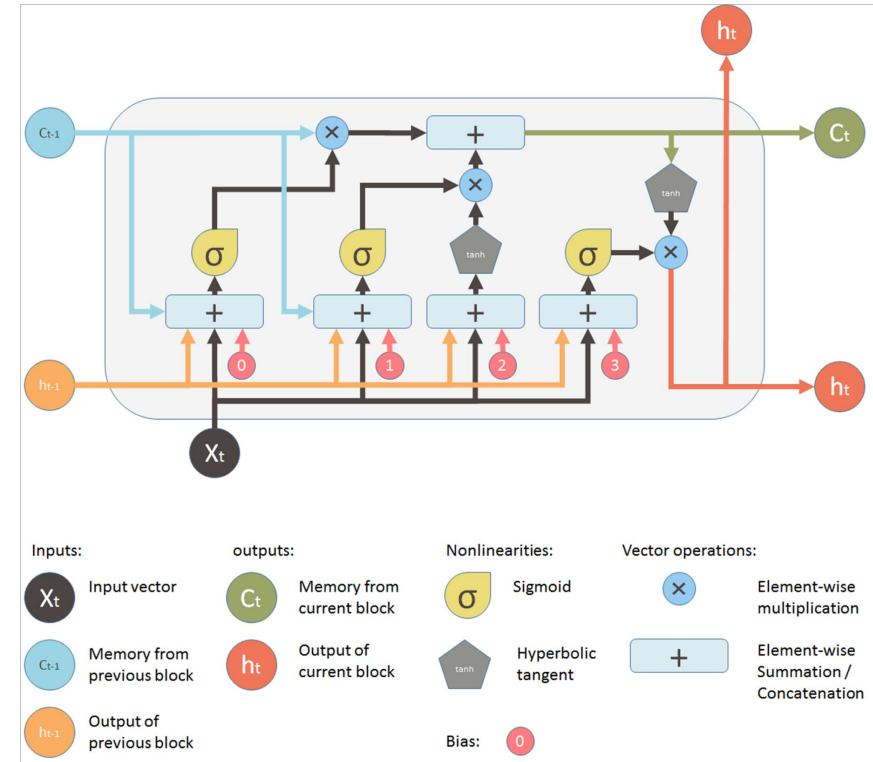 ht
Ct-1
×
+
Ct
×
tanh
σ
σ
tanh
σ
×
+
+
+
+
0
1
2
3
ht-1
ht
Xt
Inputs:
outputs:
Nonlinearities:
Vector operations:
Xt
Input vector
Ct
Memory from
current block
σ
Sigmoid
×
Element-wise
multiplication
Ct-1
Memory from
previous block
ht
Output of
current block
tanh
Hyperbolic
tangent
+
Element-wise
Summation /
Concatenation
ht-1
Output of
previous block
Bias:
0